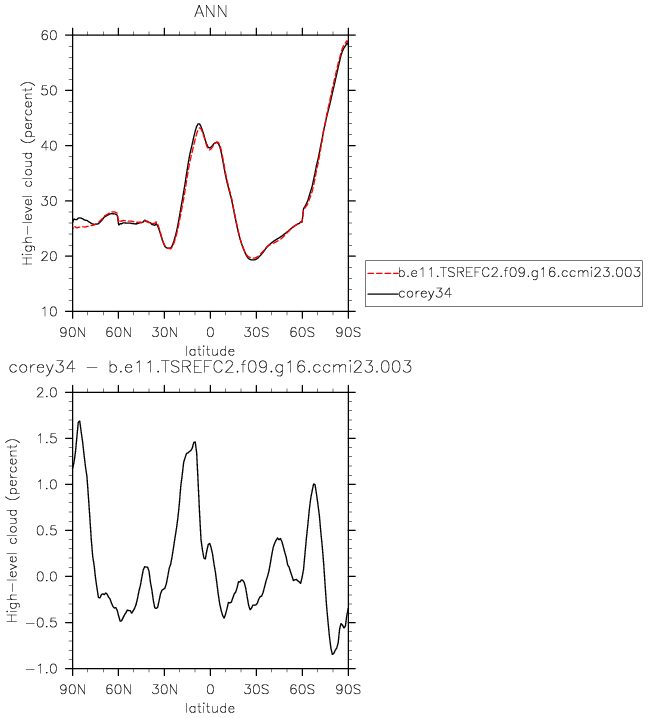 ANN
60
50
40
30
20
10
High-level cloud (percent)
90N 60N 30N 0 30S 60S 90S
latitude
b.e11.TSREFC2.f09.g16.ccmi23.003
corey34
corey34 - b.e11.TSREFC2.f09.g16.ccmi23.003
2.0
1.5
1.0
0.5
0.0
-0.5
-1.0
High-level cloud (percent)
90N 60N 30N 0 30S 60S 90S
latitude